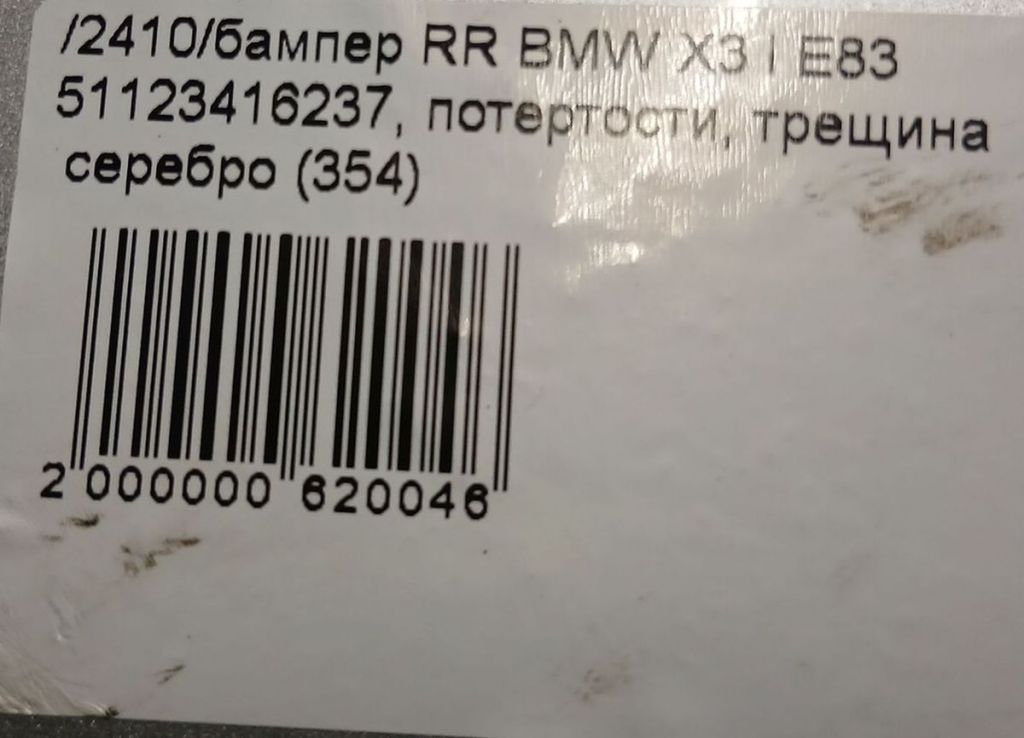 /2410/бампер RR BMW X3 I E83
51123416237, потертости, трещина
серебро (354)
2 000000 620046